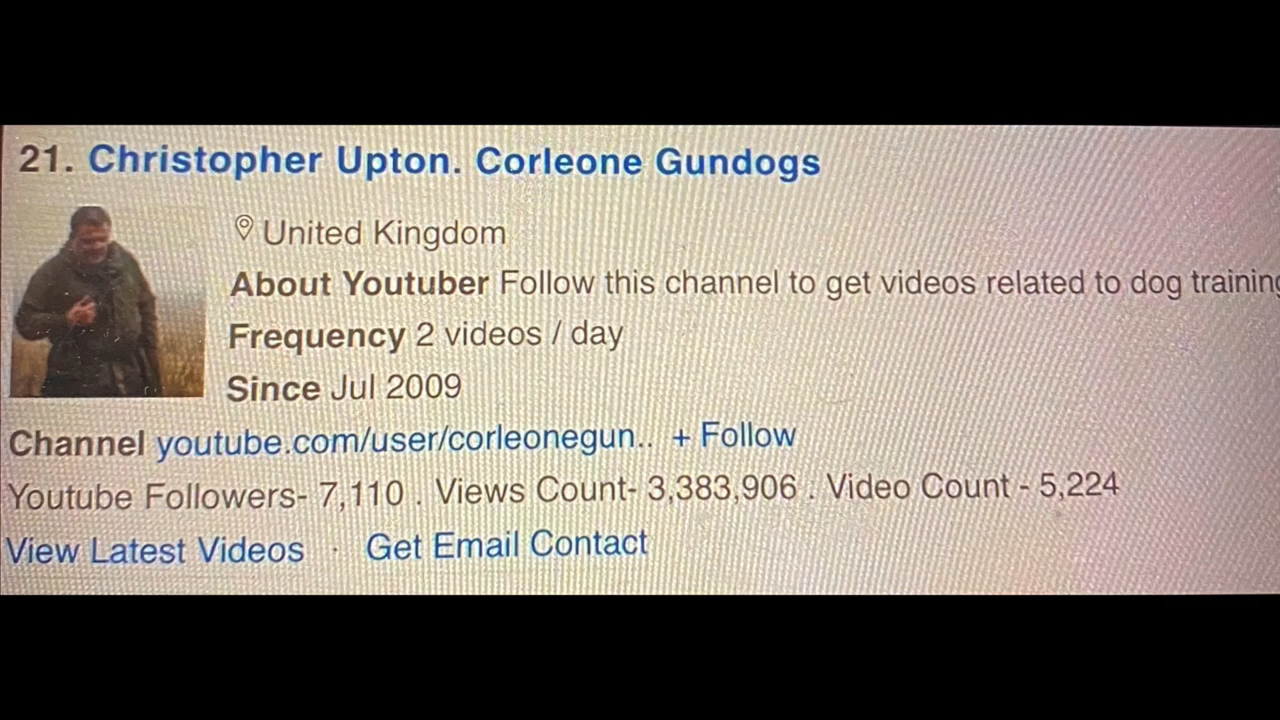 21. Christopher Upton. Corleone Gundogs
United Kingdom
About Youtuber Follow this channel to get videos related to dog training
Frequency 2 videos / day
Since Jul 2009
Channel youtube.com/user/corleonegun.. + Follow
Youtube Followers- 7,110 . Views Count- 3,383,906 . Video Count - 5,224
View Latest Videos · Get Email Contact